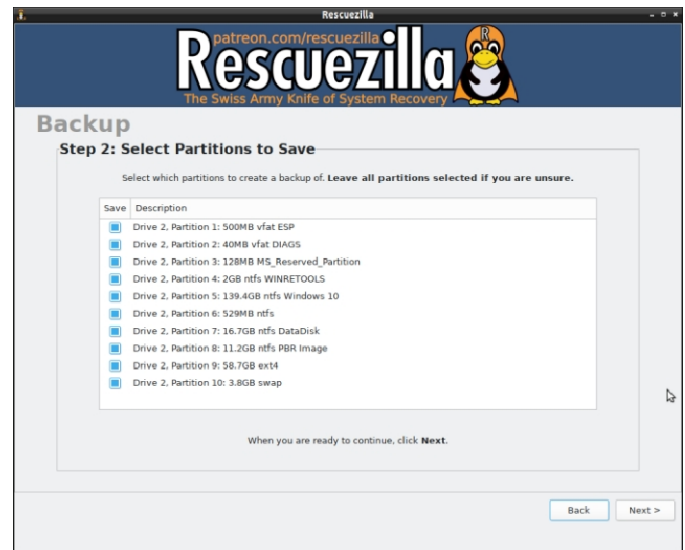 Rescuezilla
patreon.com/rescuezilla
Rescuezilla
R
The Swiss Army Knife of System Recovery
Backup
Step 2: Select Partitions to Save
Select which partitions to create a backup of. Leave all partitions selected if you are unsure.
Save Description
Drive 2, Partition 1: 500MB vfat ESP
Drive 2, Partition 2: 40MB vfat DIAGS
Drive 2, Partition 3: 128MB MS_Reserved_Partition
Drive 2, Partition 4: 2GB ntfs WINRETOOLS
Drive 2, Partition 5: 139.4GB ntfs Windows 10
Drive 2, Partition 6: 529MB ntfs
Drive 2, Partition 7: 16.7GB ntfs DataDisk
Drive 2, Partition 8: 11.2GB ntfs PBR Image
Drive 2, Partition 9: 58.7GB ext4
Drive 2, Partition 10: 3.8GB swap
When you are ready to continue, click Next.
Back Next >